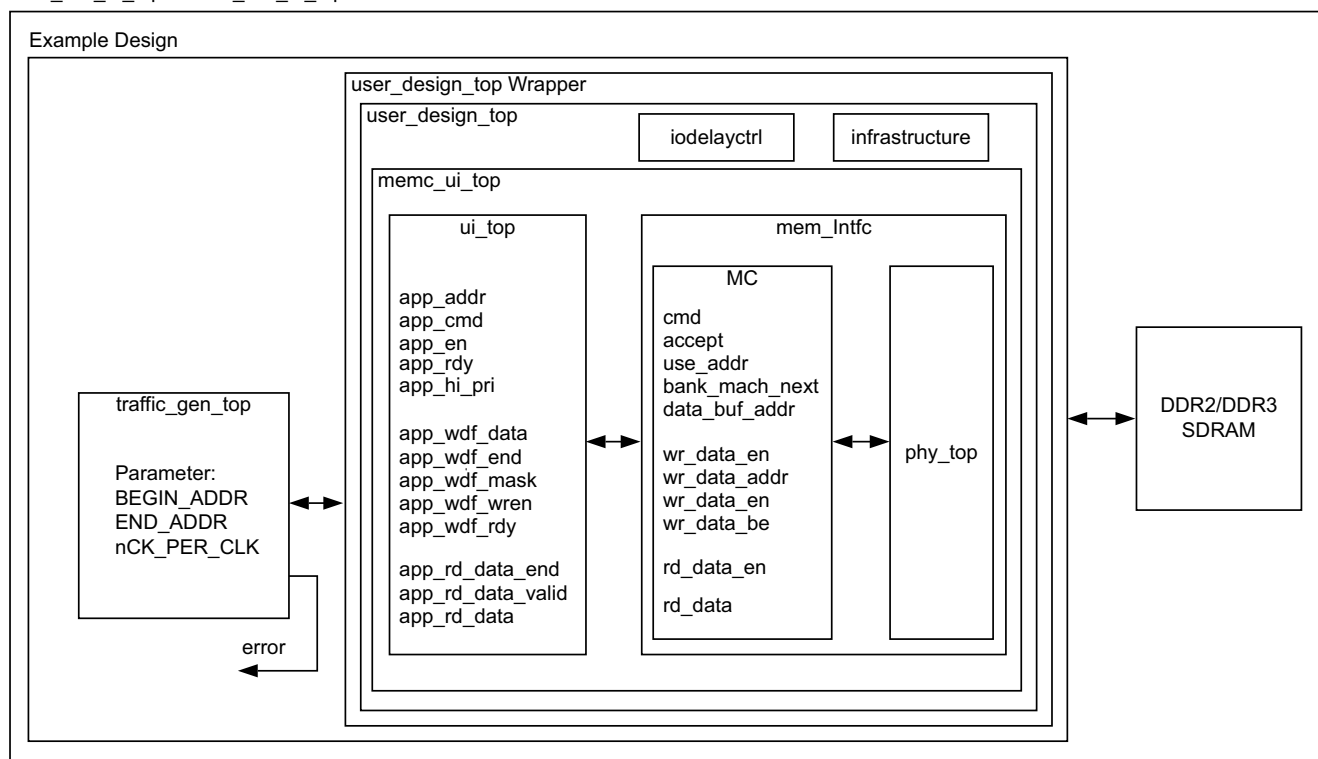 Example Design
user_design_top Wrapper
user_design_top
iodelayctrl
infrastructure
memc_ui_top
ui_top
app_addr
app_cmd
app_en
app_rdy
app_hi_pri
app_wdf_data
app_wdf_end
app_wdf_mask
app_wdf_wren
app_wdf_rdy
app_rd_data_end
app_rd_data_valid
app_rd_data
mem_Intfc
MC
cmd
accept
use_addr
bank_mach_next
data_buf_addr
wr_data_en
wr_data_addr
wr_data_en
wr_data_be
rd_data_en
rd_data
phy_top
traffic_gen_top
Parameter:
BEGIN_ADDR
END_ADDR
nCK_PER_CLK
error
DDR2/DDR3
SDRAM